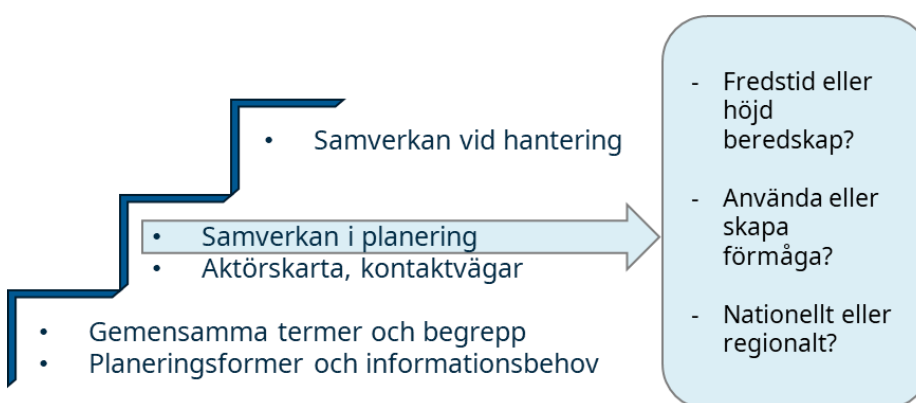 • Samverkan vid hantering
• Samverkan i planering
• Aktörskarta, kontaktvägar
• Gemensamma termer och begrepp
• Planeringsformer och informationsbehov
- Fredstid eller
höjd
beredskap?
- Använda eller
skapa
förmåga?
- Nationellt eller
regionalt?